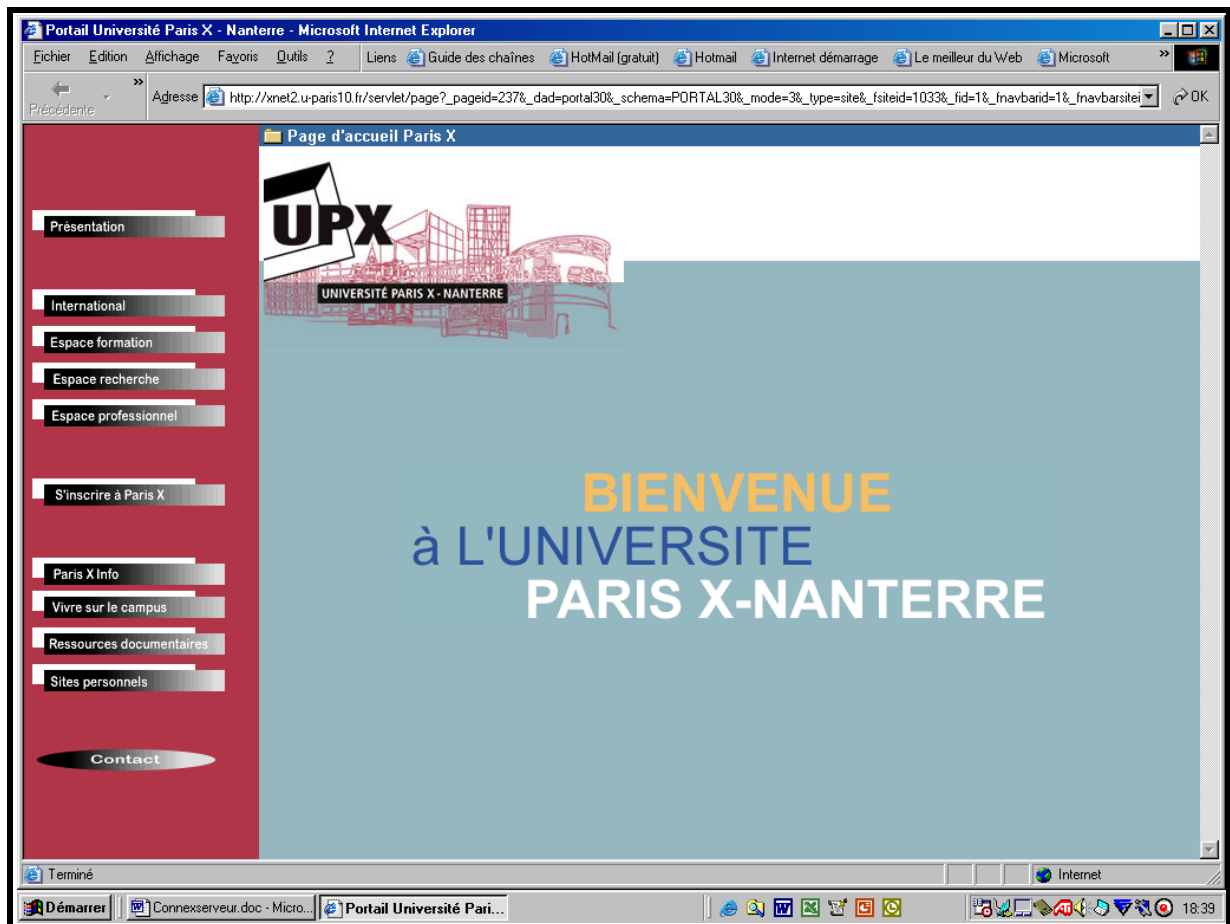 Portail Université Paris X - Nanterre - Microsoft Internet Explorer
Fichier Edition Affichage Favoris Outils ? Liens Guide des chaînes HotMail (gratuit) Hotmail Internet démarrage Le meilleur du Web Microsoft »
Précédente » Adresse http://xnet2.u-paris10.fr/servlet/page?_pageid=237&_dad=portal30&_schema=PORTAL30&_mode=3&_type=site&_fsiteid=1033&_fid=1&_fnavbarid=1&_fnavbarsitei OK
Page d'accueil Paris X
UPX
UNIVERSITÉ PARIS X - NANTERRE
Présentation
International
Espace formation
Espace recherche
Espace professionnel
S'inscrire à Paris X
Paris X Info
Vivre sur le campus
Ressources documentaires
Sites personnels
Contact
BIENVENUE
à L'UNIVERSITE
PARIS X-NANTERRE
Terminé Internet
Démarrer Connexserveur.doc - Micro... Portail Université Pari... 18:39